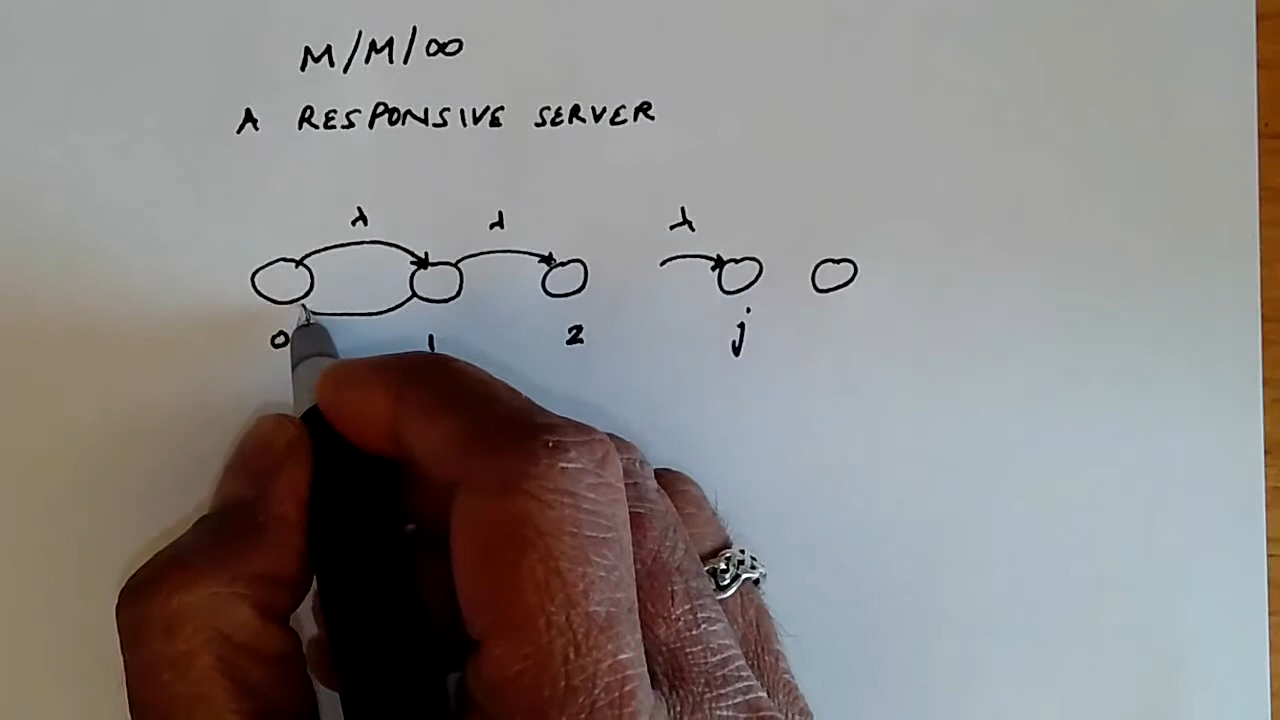 M/M/∞
A RESPONSIVE SERVER
λ λ λ
0 1 2 j